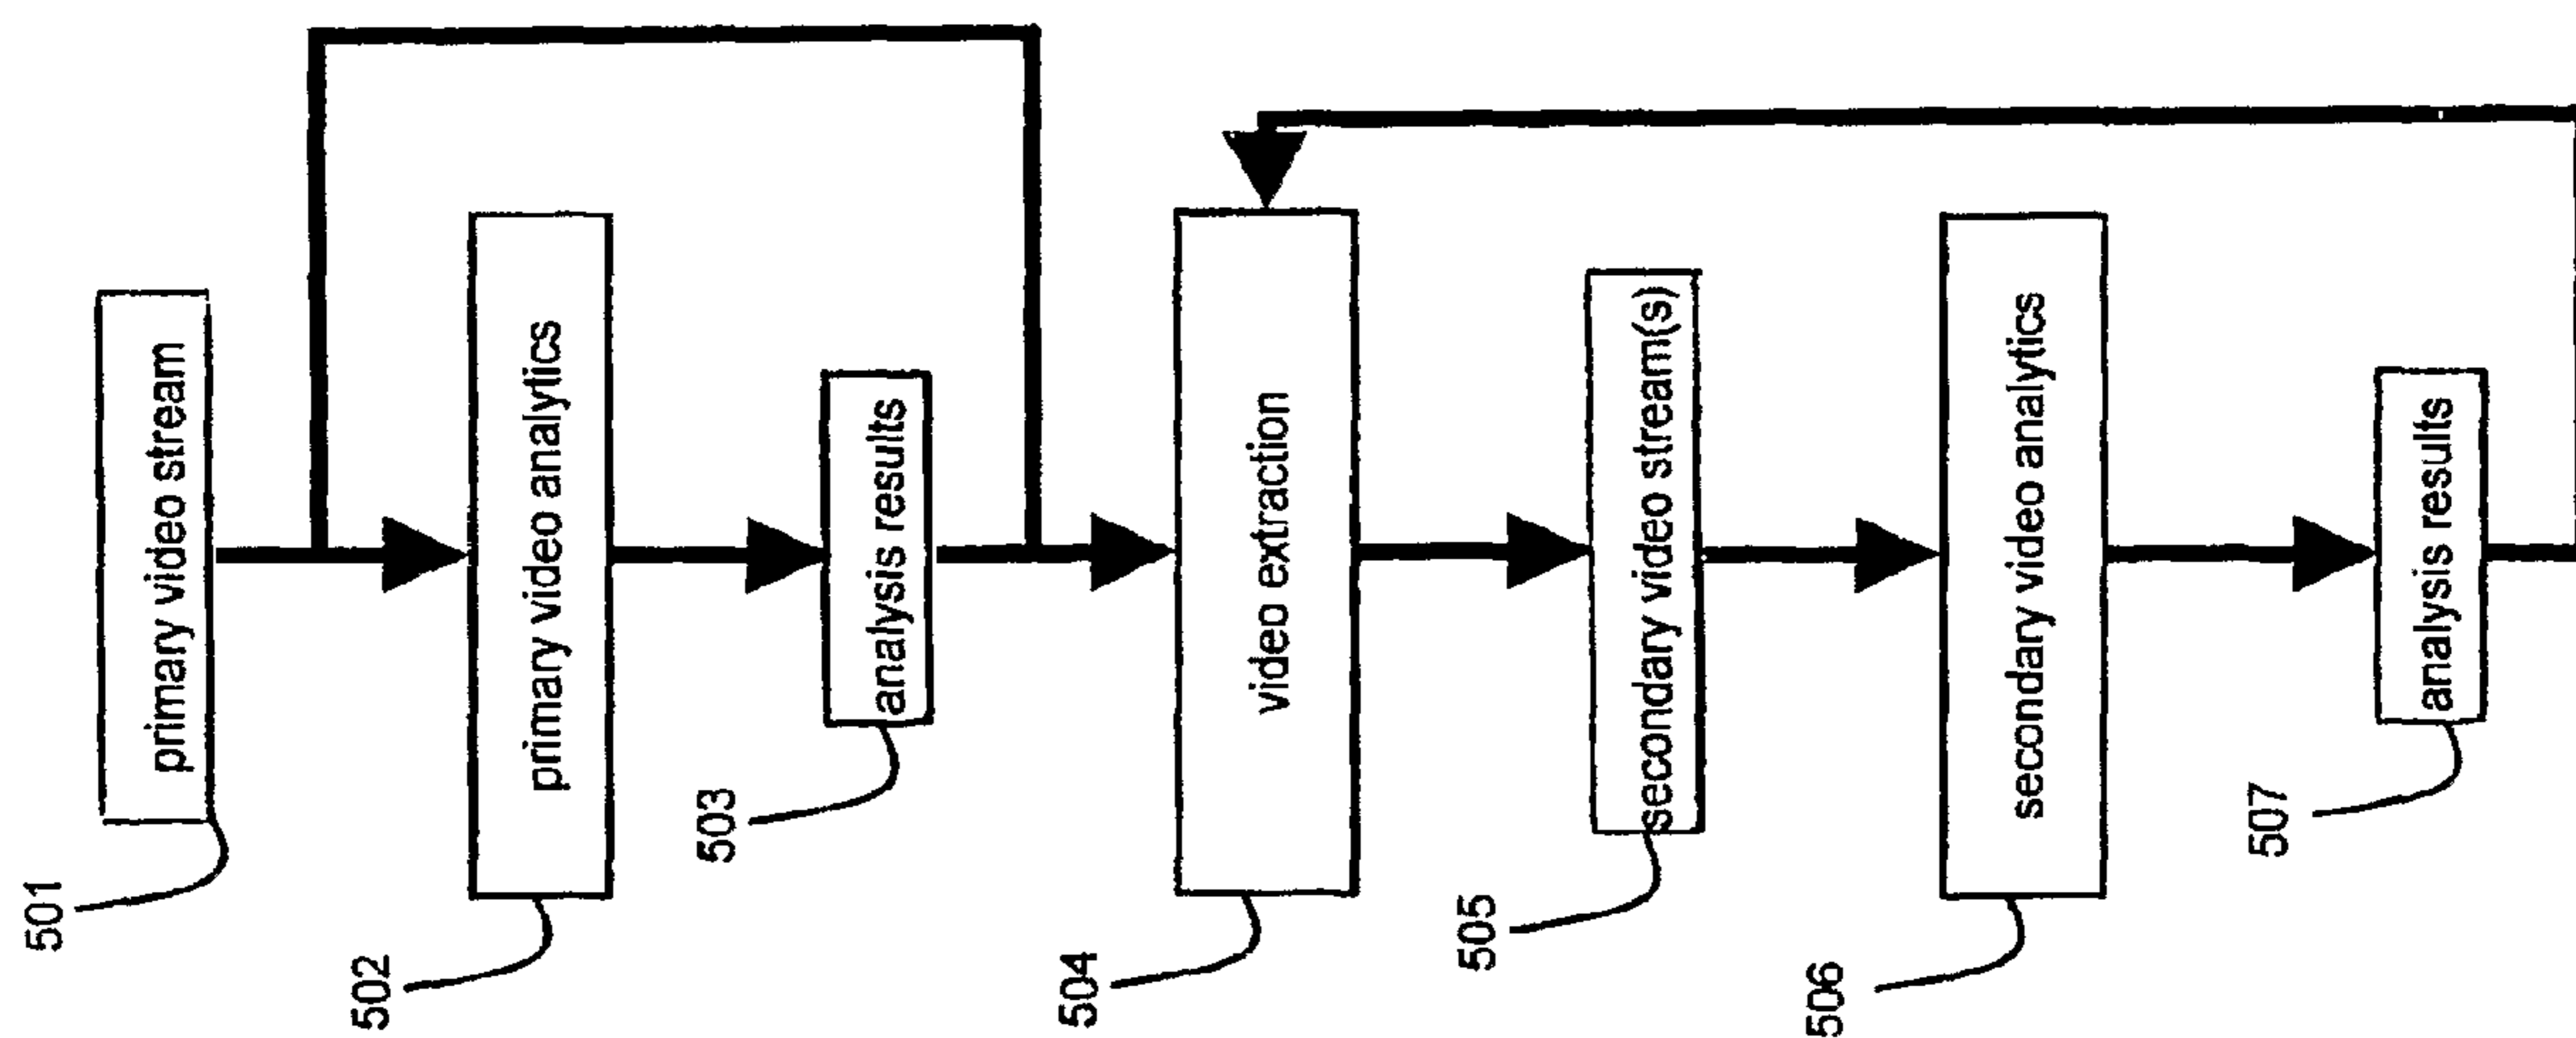 501
primary video stream
502
primary video analytics
503
analysis results
504
video extraction
505
secondary video stream(s)
506
secondary video analytics
507
analysis results